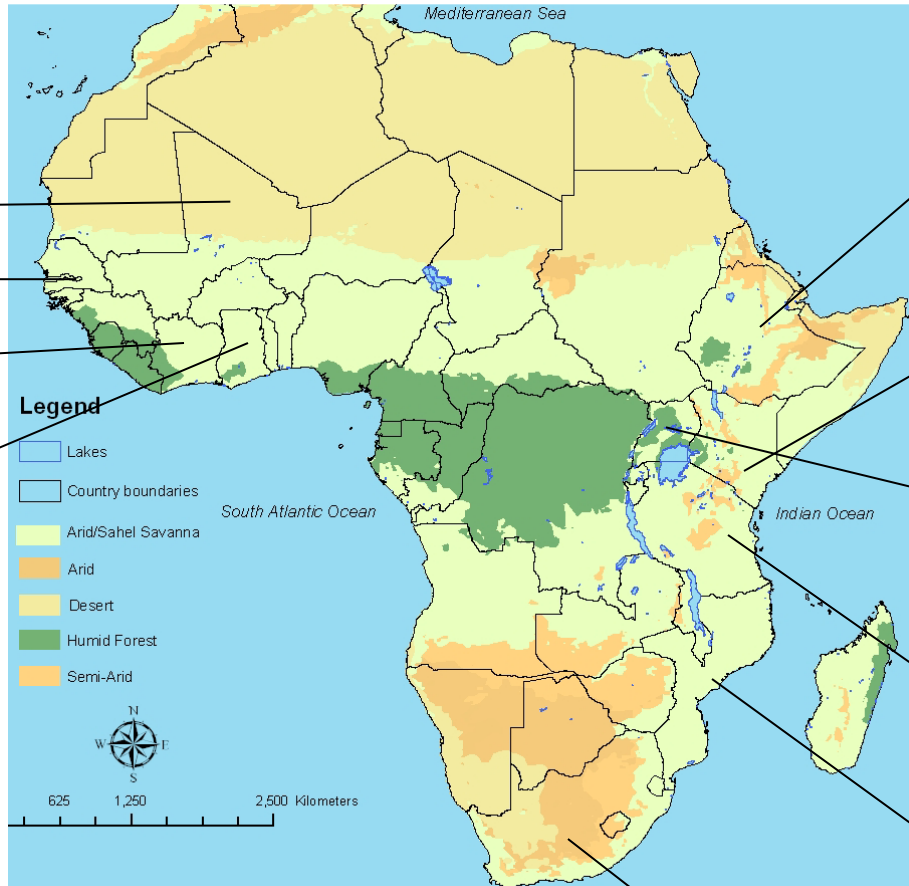 Mediterranean Sea
Legend
Lakes
Country boundaries
South Atlantic Ocean
Indian Ocean
Arid/Sahel Savanna
Arid
Desert
Humid Forest
Semi-Arid
N
W E
S
625 1,250 2,500 Kilometers